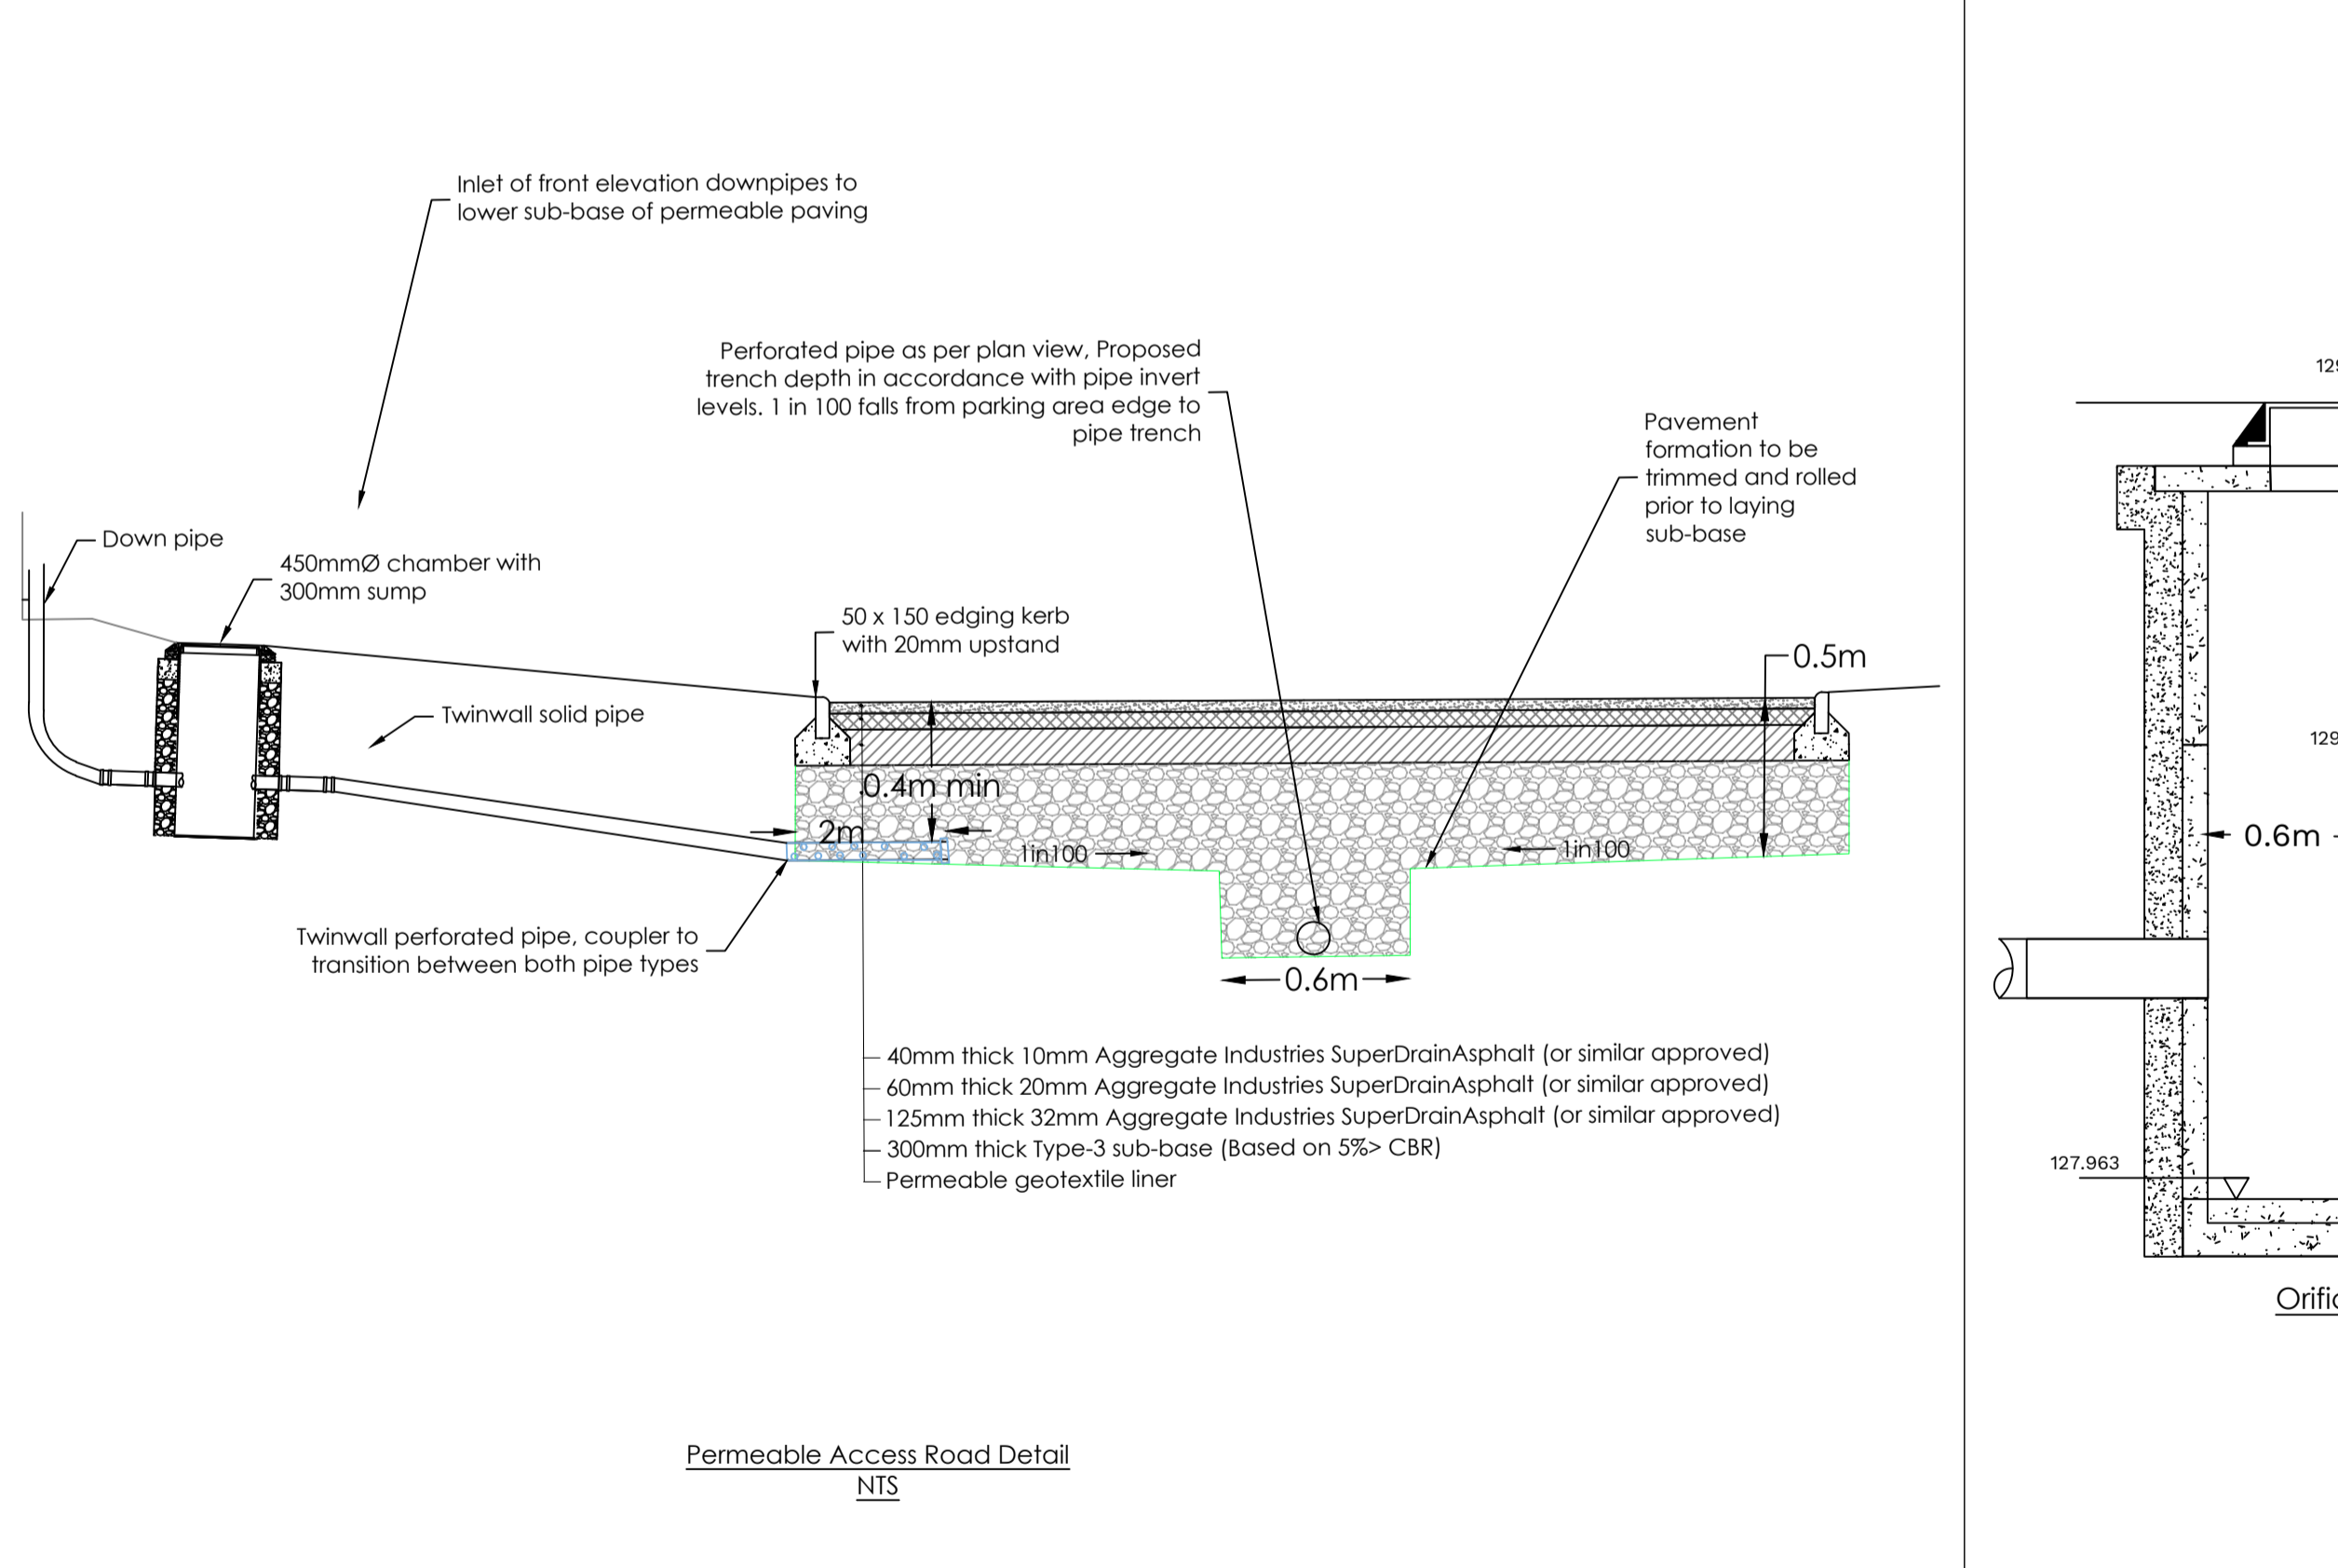 Inlet of front elevation downpipes to
lower sub-base of permeable paving
Perforated pipe as per plan view, Proposed
trench depth in accordance with pipe invert
levels. 1 in 100 falls from parking area edge to
pipe trench
Pavement
formation to be
trimmed and rolled
prior to laying
sub-base
Down pipe
450mmØ chamber with
300mm sump
50 x 150 edging kerb
with 20mm upstand
0.5m
Twinwall solid pipe
0.4m min
2m
1in100
1in100
Twinwall perforated pipe, coupler to
transition between both pipe types
0.6m
40mm thick 10mm Aggregate Industries SuperDrainAsphalt (or similar approved)
60mm thick 20mm Aggregate Industries SuperDrainAsphalt (or similar approved)
125mm thick 32mm Aggregate Industries SuperDrainAsphalt (or similar approved)
300mm thick Type-3 sub-base (Based on 5%> CBR)
Permeable geotextile liner
Permeable Access Road Detail
NTS
129
129
0.6m
127.963